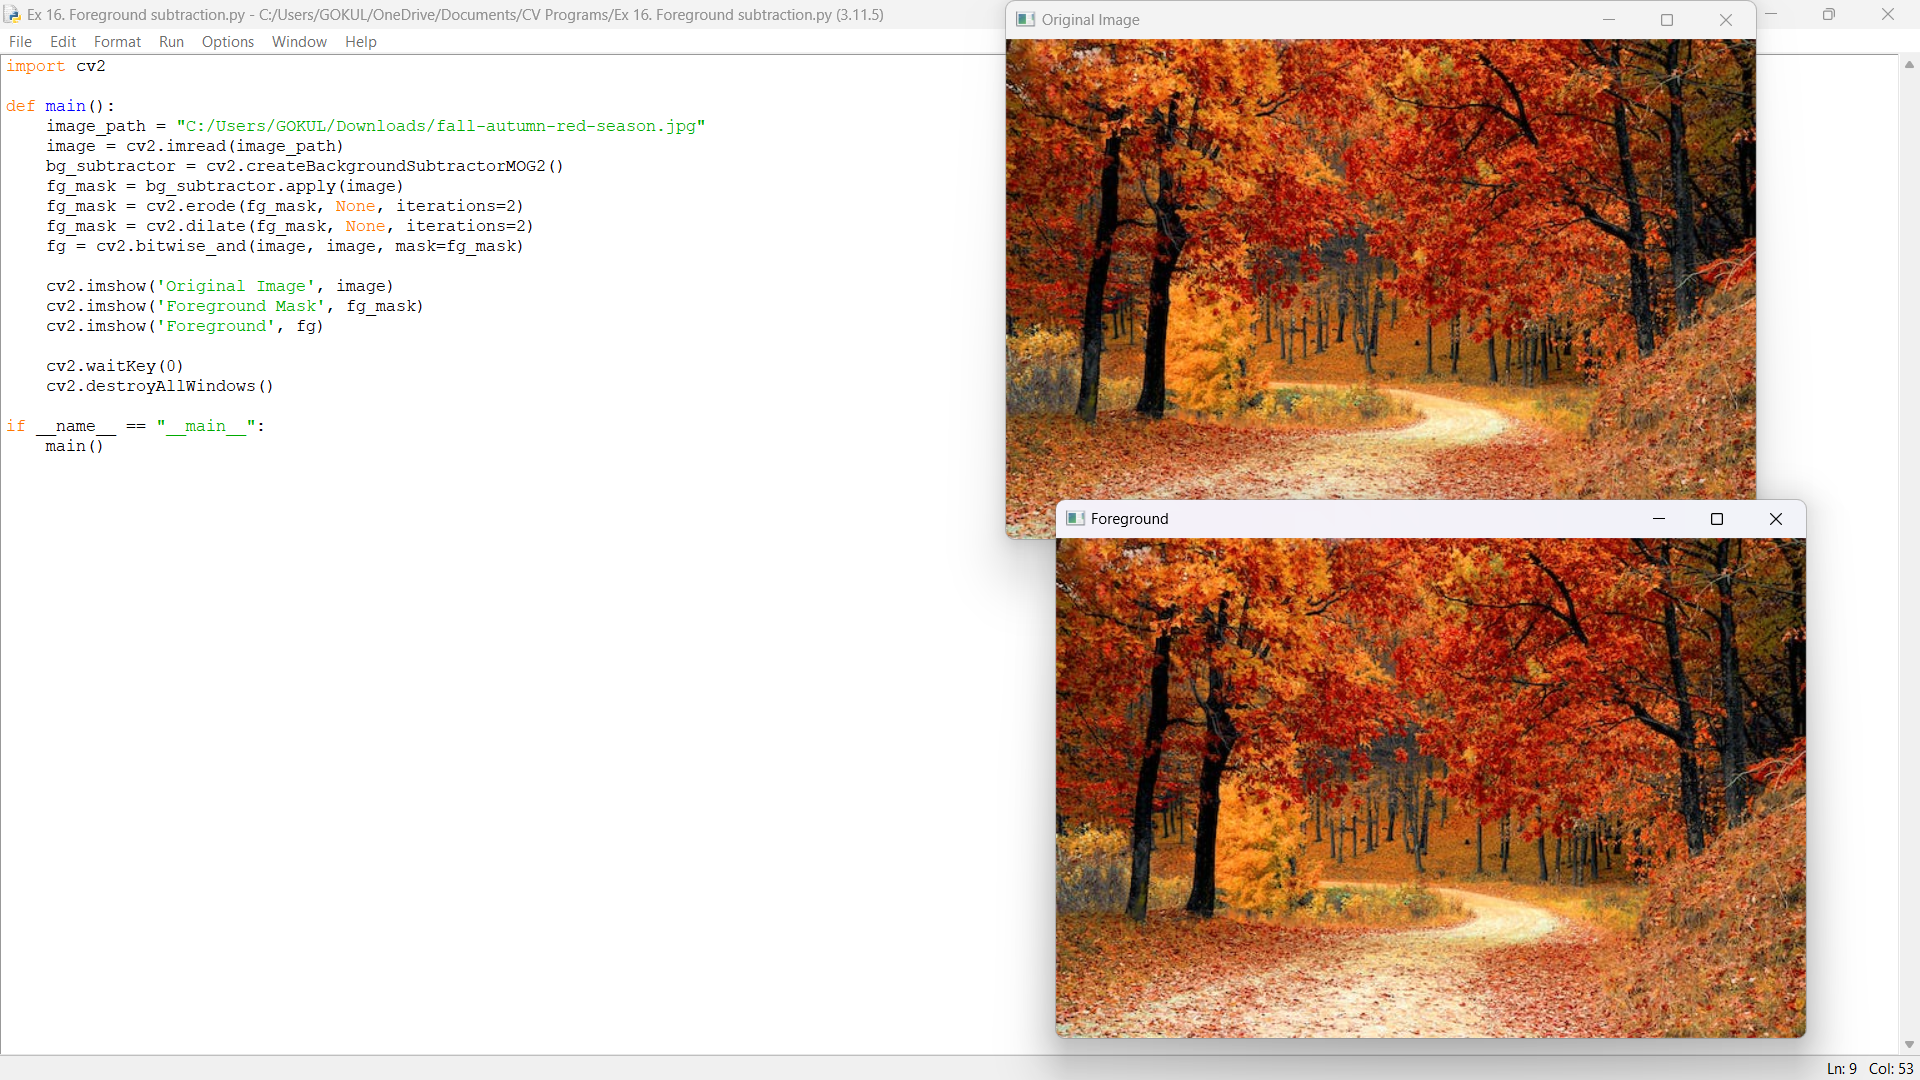 Ex 16. Foreground subtraction.py - C:/Users/GOKUL/OneDrive/Documents/CV Programs/Ex 16. Foreground subtraction.py (3.11.5)
File Edit Format Run Options Window Help
import cv2
def main():
    image_path = "C:/Users/GOKUL/Downloads/fall-autumn-red-season.jpg"
    image = cv2.imread(image_path)
    bg_subtractor = cv2.createBackgroundSubtractorMOG2()
    fg_mask = bg_subtractor.apply(image)
    fg_mask = cv2.erode(fg_mask, None, iterations=2)
    fg_mask = cv2.dilate(fg_mask, None, iterations=2)
    fg = cv2.bitwise_and(image, image, mask=fg_mask)
    cv2.imshow('Original Image', image)
    cv2.imshow('Foreground Mask', fg_mask)
    cv2.imshow('Foreground', fg)
    cv2.waitKey(0)
    cv2.destroyAllWindows()
if __name__ == "__main__":
    main()
Original Image
Foreground
Ln: 9 Col: 53